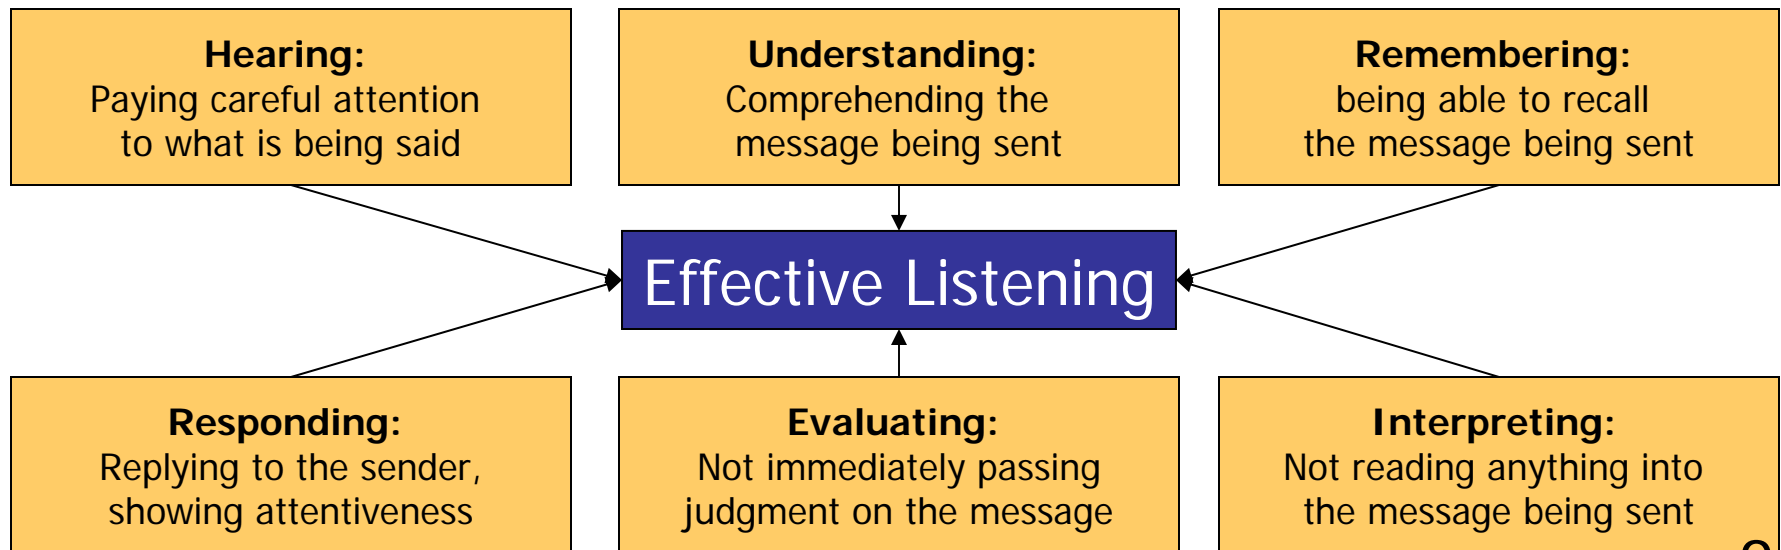 Hearing:
Paying careful attention
to what is being said
Understanding:
Comprehending the
message being sent
Remembering:
being able to recall
the message being sent
Effective Listening
Responding:
Replying to the sender,
showing attentiveness
Evaluating:
Not immediately passing
judgment on the message
Interpreting:
Not reading anything into
the message being sent